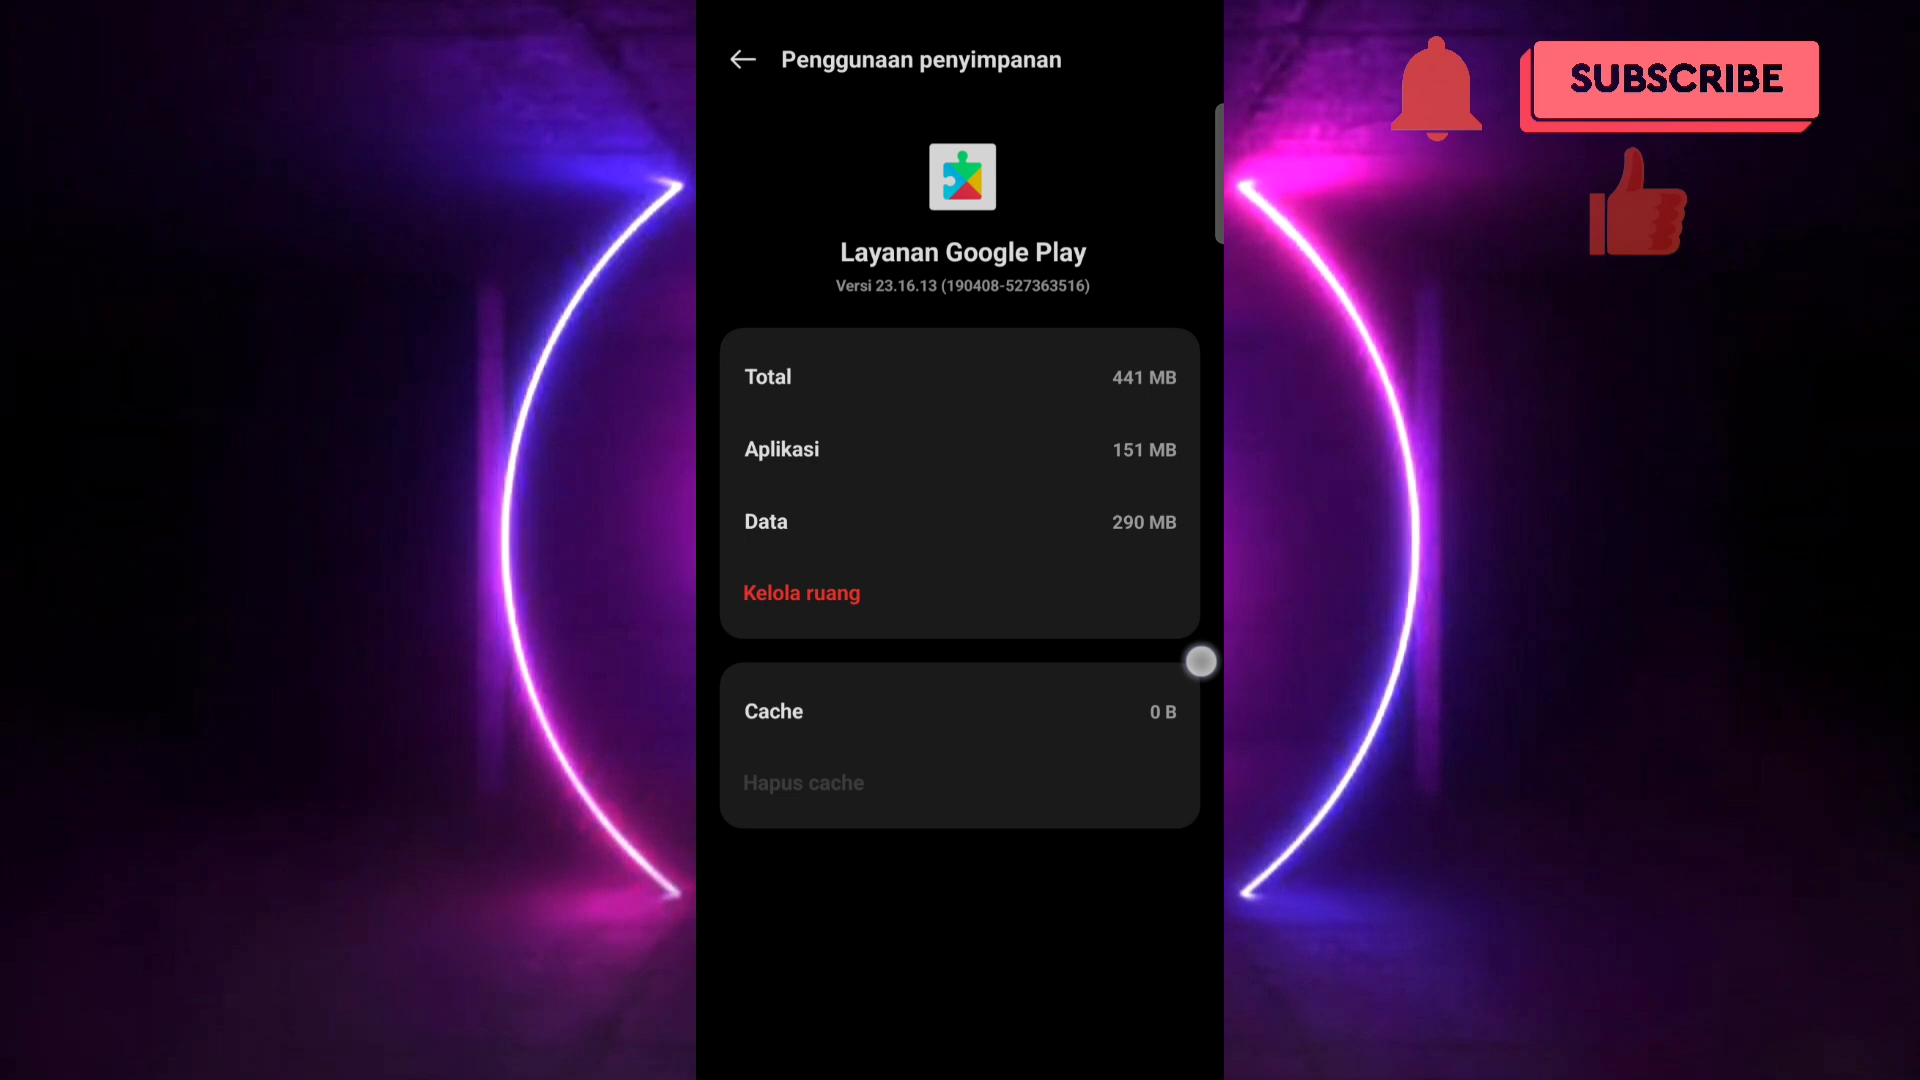 Penggunaan penyimpanan
SUBSCRIBE
Layanan Google Play
Versi 23.16.13 (190408-527363516)
Total 441 MB
Aplikasi 151 MB
Data 290 MB
Kelola ruang
Cache 0 B
Hapus cache